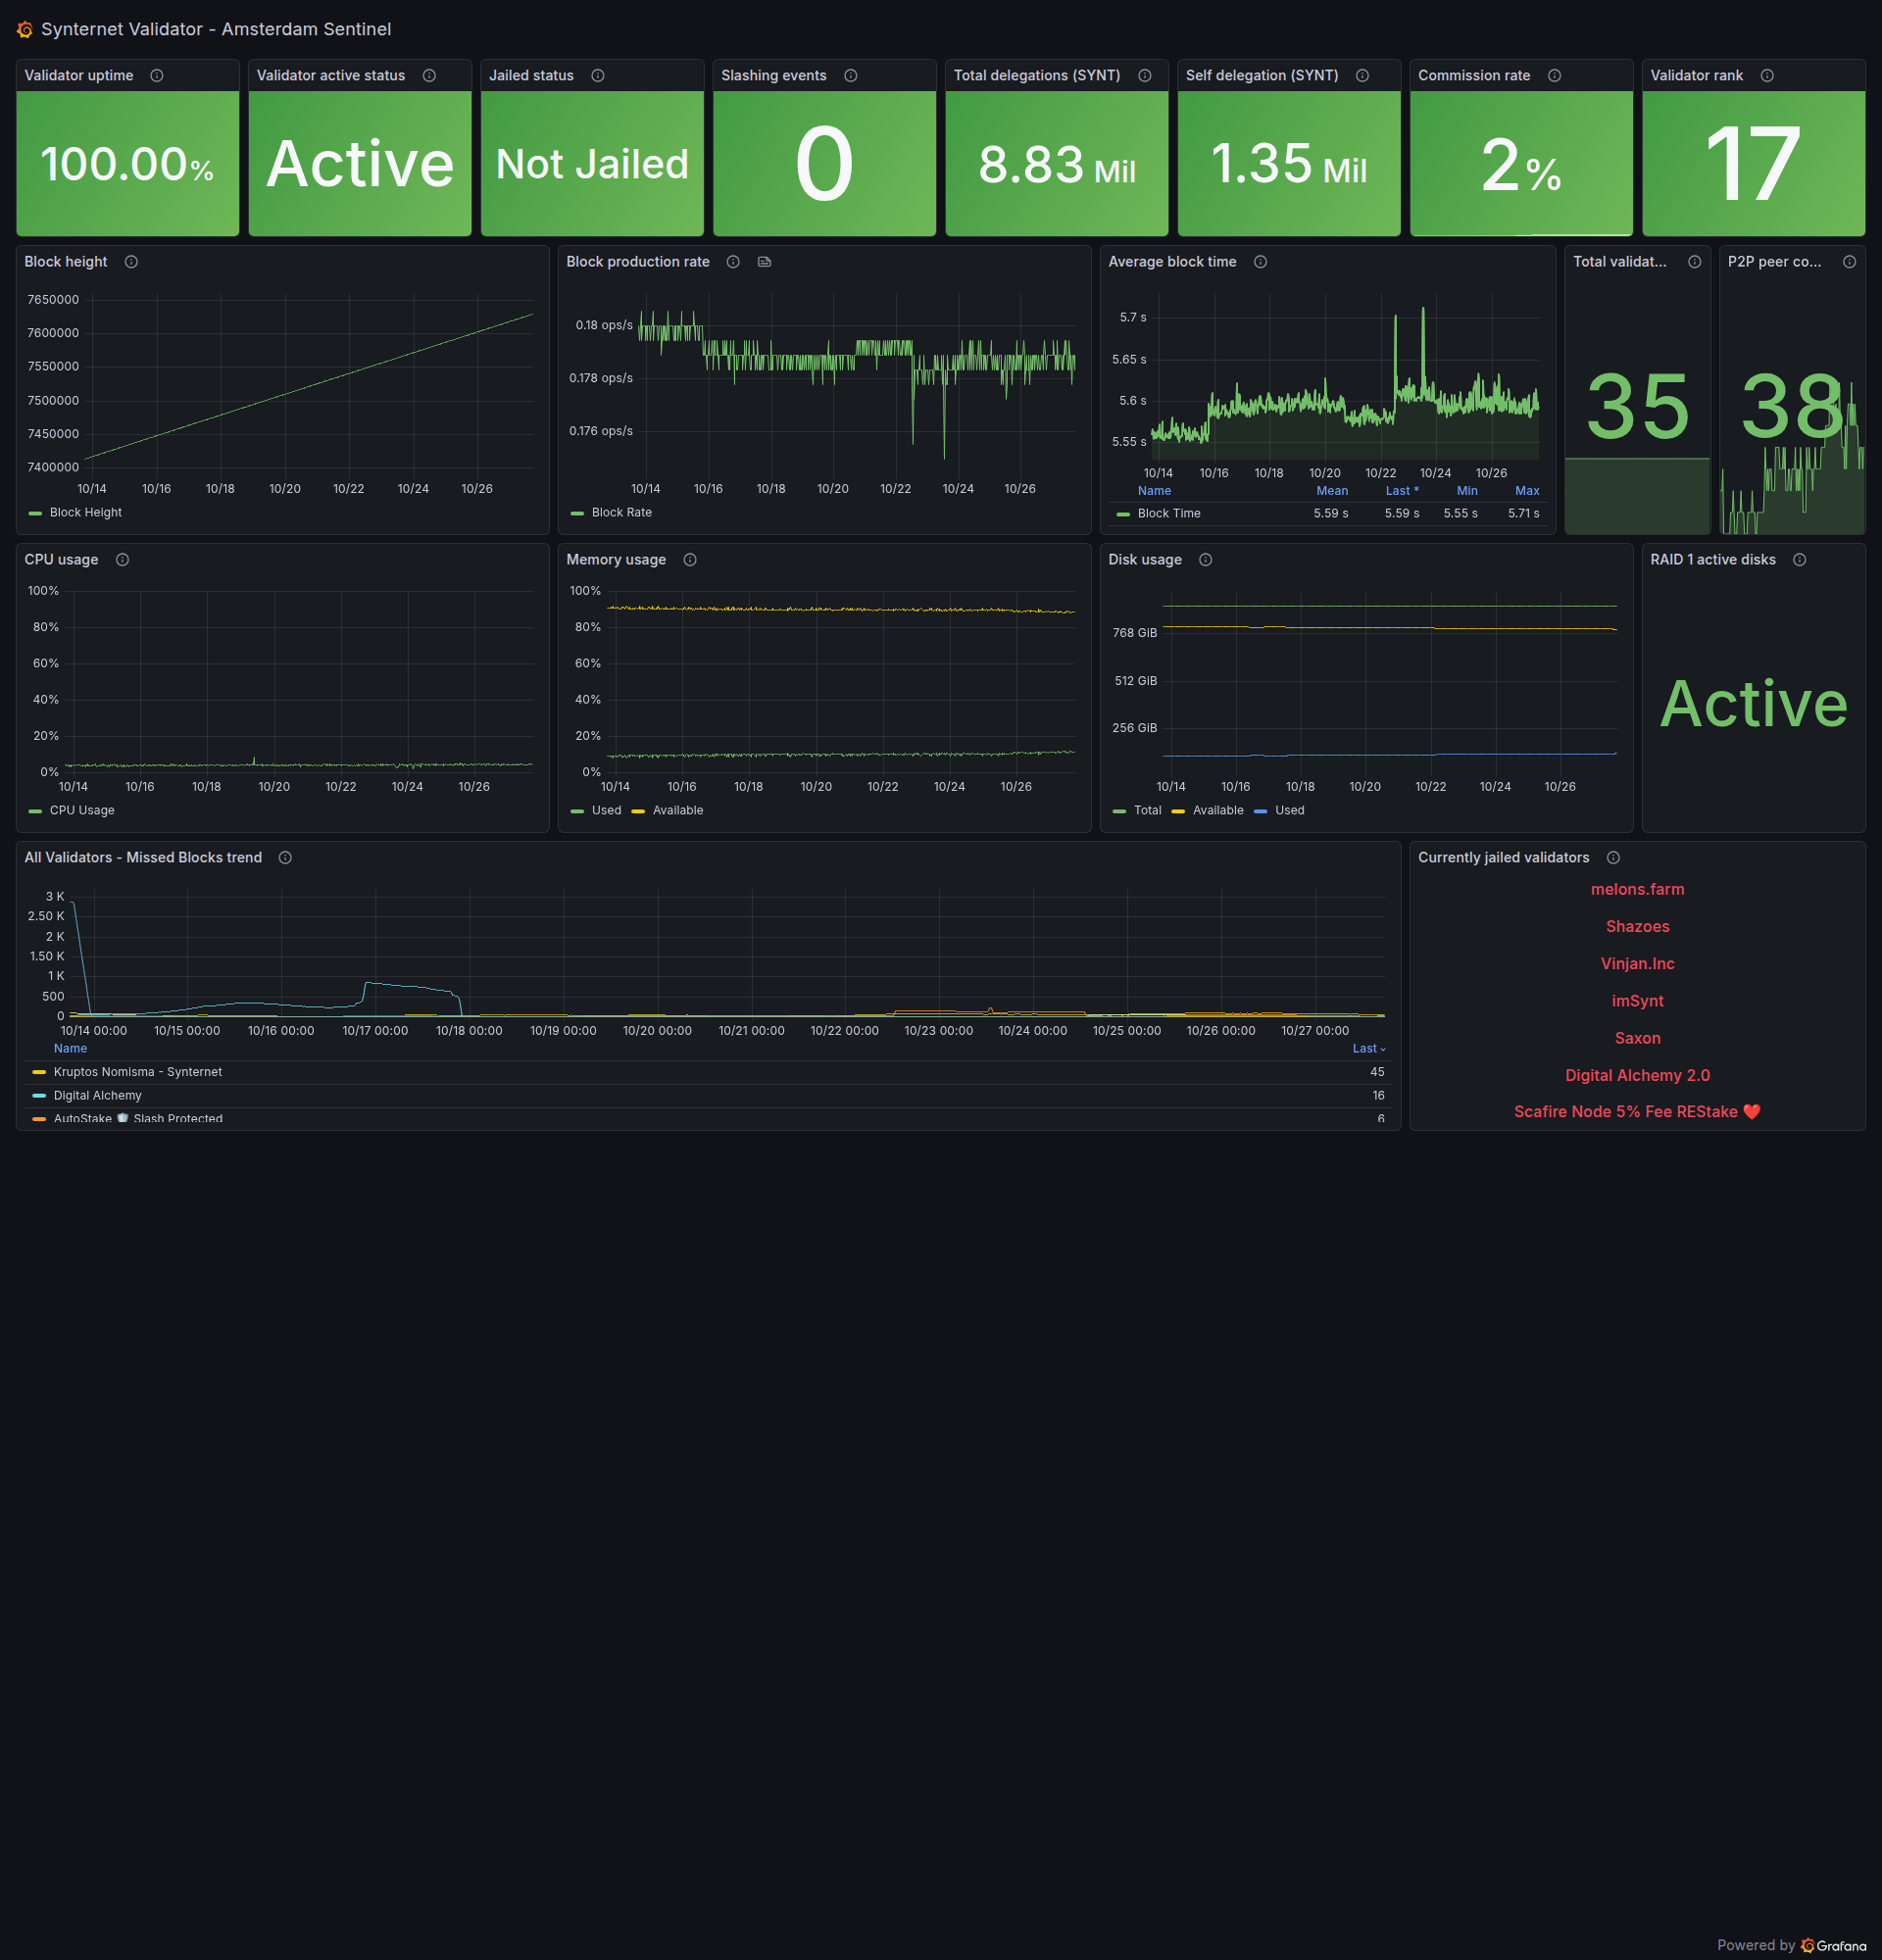 Synternet Validator - Amsterdam Sentinel
Validator uptime
100.00%
Validator active status
Active
Jailed status
Not Jailed
Slashing events
0
Total delegations (SYNT)
8.83 Mil
Self delegation (SYNT)
1.35 Mil
Commission rate
2%
Validator rank
17
Block height
7650000
7600000
7550000
7500000
7450000
7400000
10/14 10/16 10/18 10/20 10/22 10/24 10/26
Block Height
Block production rate
0.18 ops/s
0.178 ops/s
0.176 ops/s
10/14 10/16 10/18 10/20 10/22 10/24 10/26
Block Rate
Average block time
5.7 s
5.65 s
5.6 s
5.55 s
10/14 10/16 10/18 10/20 10/22 10/24 10/26
Name Mean Last * Min Max
Block TIme 5.59 s 5.59 s 5.55 s 5.71 s
Total validat...
35
P2P peer co...
38
CPU usage
100%
80%
60%
40%
20%
0%
10/14 10/16 10/18 10/20 10/22 10/24 10/26
CPU Usage
Memory usage
100%
80%
60%
40%
20%
0%
10/14 10/16 10/18 10/20 10/22 10/24 10/26
Used Available
Disk usage
768 GiB
512 GiB
256 GiB
10/14 10/16 10/18 10/20 10/22 10/24 10/26
Total Available Used
RAID 1 active disks
Active
All Validators - Missed Blocks trend
3 K
2.50 K
2 K
1.50 K
1 K
500
0
10/14 00:00 10/15 00:00 10/16 00:00 10/17 00:00 10/18 00:00 10/19 00:00 10/20 00:00 10/21 00:00 10/22 00:00 10/23 00:00 10/24 00:00 10/25 00:00 10/26 00:00 10/27 00:00
Name Last
Kruptos Nomisma - Synternet 45
Digital Alchemy 16
AutoStake 🛡️ Slash Protected 6
Currently jailed validators
melons.farm
Shazoes
Vinjan.Inc
imSynt
Saxon
Digital Alchemy 2.0
Scafire Node 5% Fee REStake ❤️
Powered by Grafana